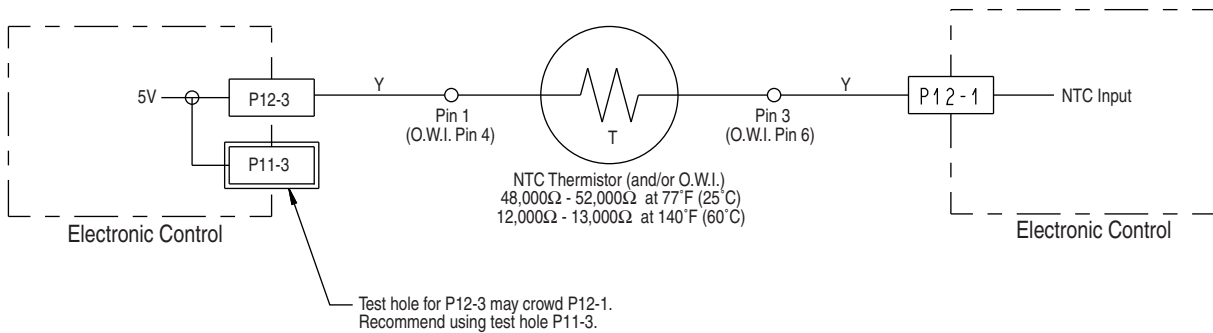 5V
P12-3
P11-3
Electronic Control
Y
Pin 1
(O.W.I. Pin 4)
T
NTC Thermistor (and/or O.W.I.)
48,000Ω - 52,000Ω at 77˚F (25˚C)
12,000Ω - 13,000Ω at 140˚F (60˚C)
Pin 3
(O.W.I. Pin 6)
Y
P12-1
NTC Input
Electronic Control
Test hole for P12-3 may crowd P12-1.
Recommend using test hole P11-3.